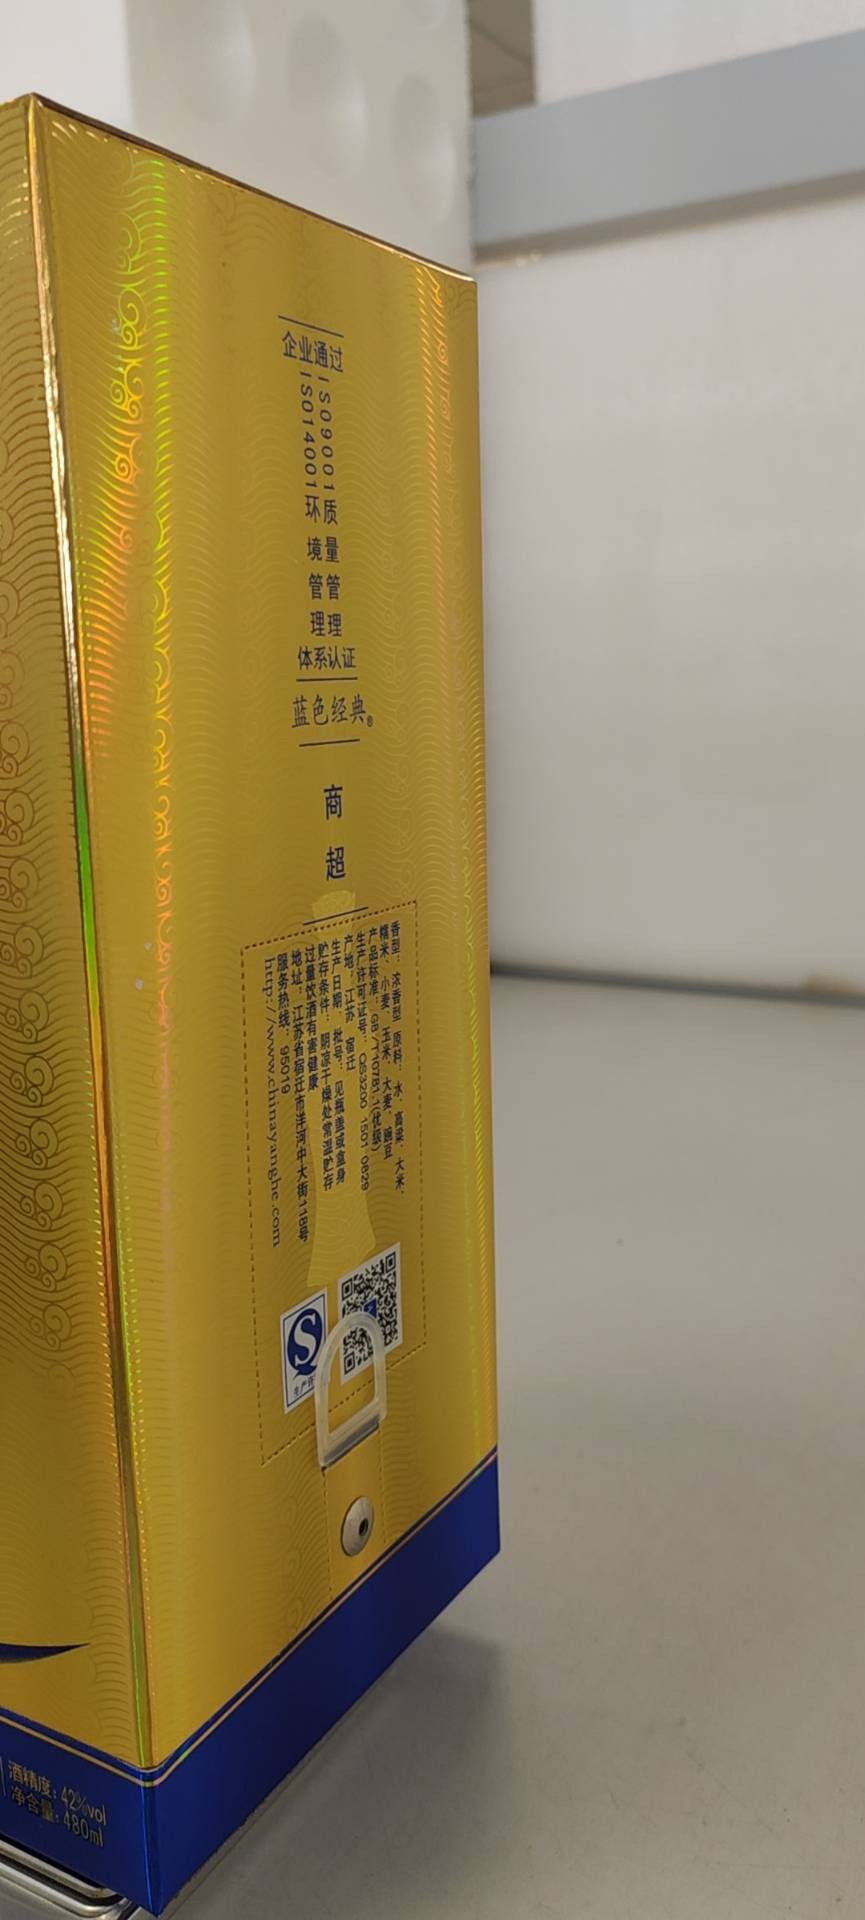 企业通过
ISO9001质量管理
ISO14001环境管理
体系认证
蓝色经典®
商超
香型：浓香型 原料：水、高粱、大米、
糯米、小麦、玉米、大麦、豌豆
产品标准：GB/T10781.1(优级)
生产许可证号：QS3200 1501 0829
产地：江苏 宿迁
生产日期、批号：见瓶盖或盒身
贮存条件：阴凉干燥处常温贮存
过量饮酒有害健康
地址：江苏省宿迁市洋河中大街118号
服务热线：95019
http://www.chinayanghe.com
生产许
酒精度：42%vol
净含量：480ml